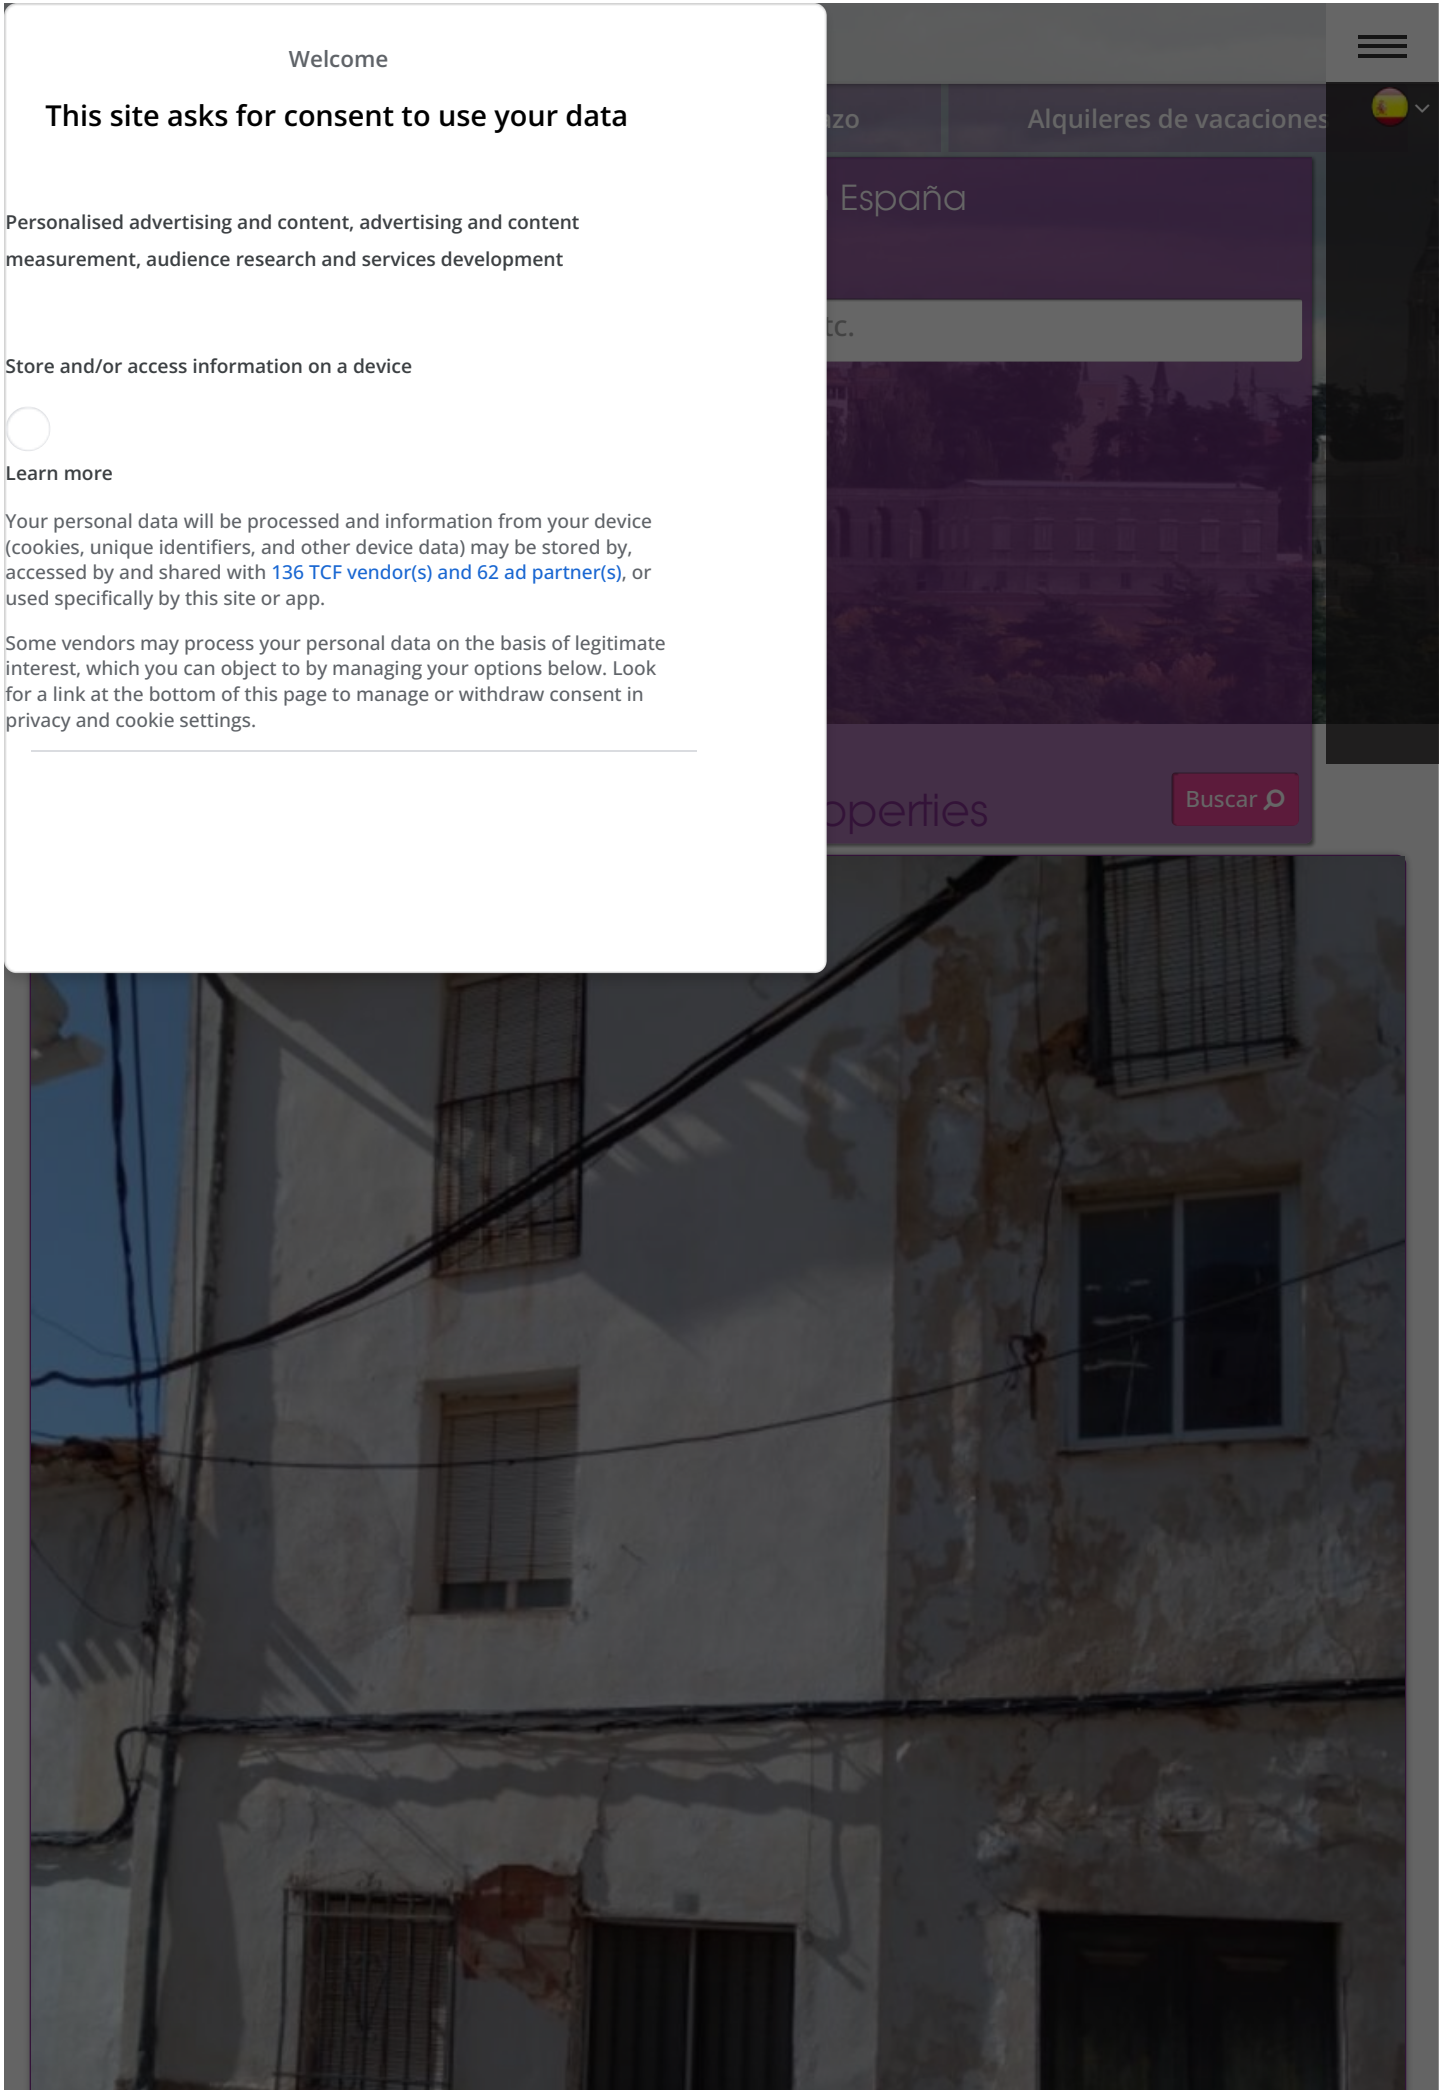 Welcome
This site asks for consent to use your data
Personalised advertising and content, advertising and content
measurement, audience research and services development
Store and/or access information on a device
Learn more
Your personal data will be processed and information from your device
(cookies, unique identifiers, and other device data) may be stored by,
accessed by and shared with 136 TCF vendor(s) and 62 ad partner(s), or
used specifically by this site or app.
Some vendors may process your personal data on the basis of legitimate
interest, which you can object to by managing your options below. Look
for a link at the bottom of this page to manage or withdraw consent in
privacy and cookie settings.
Alquileres de vacaciones
España
Buscar